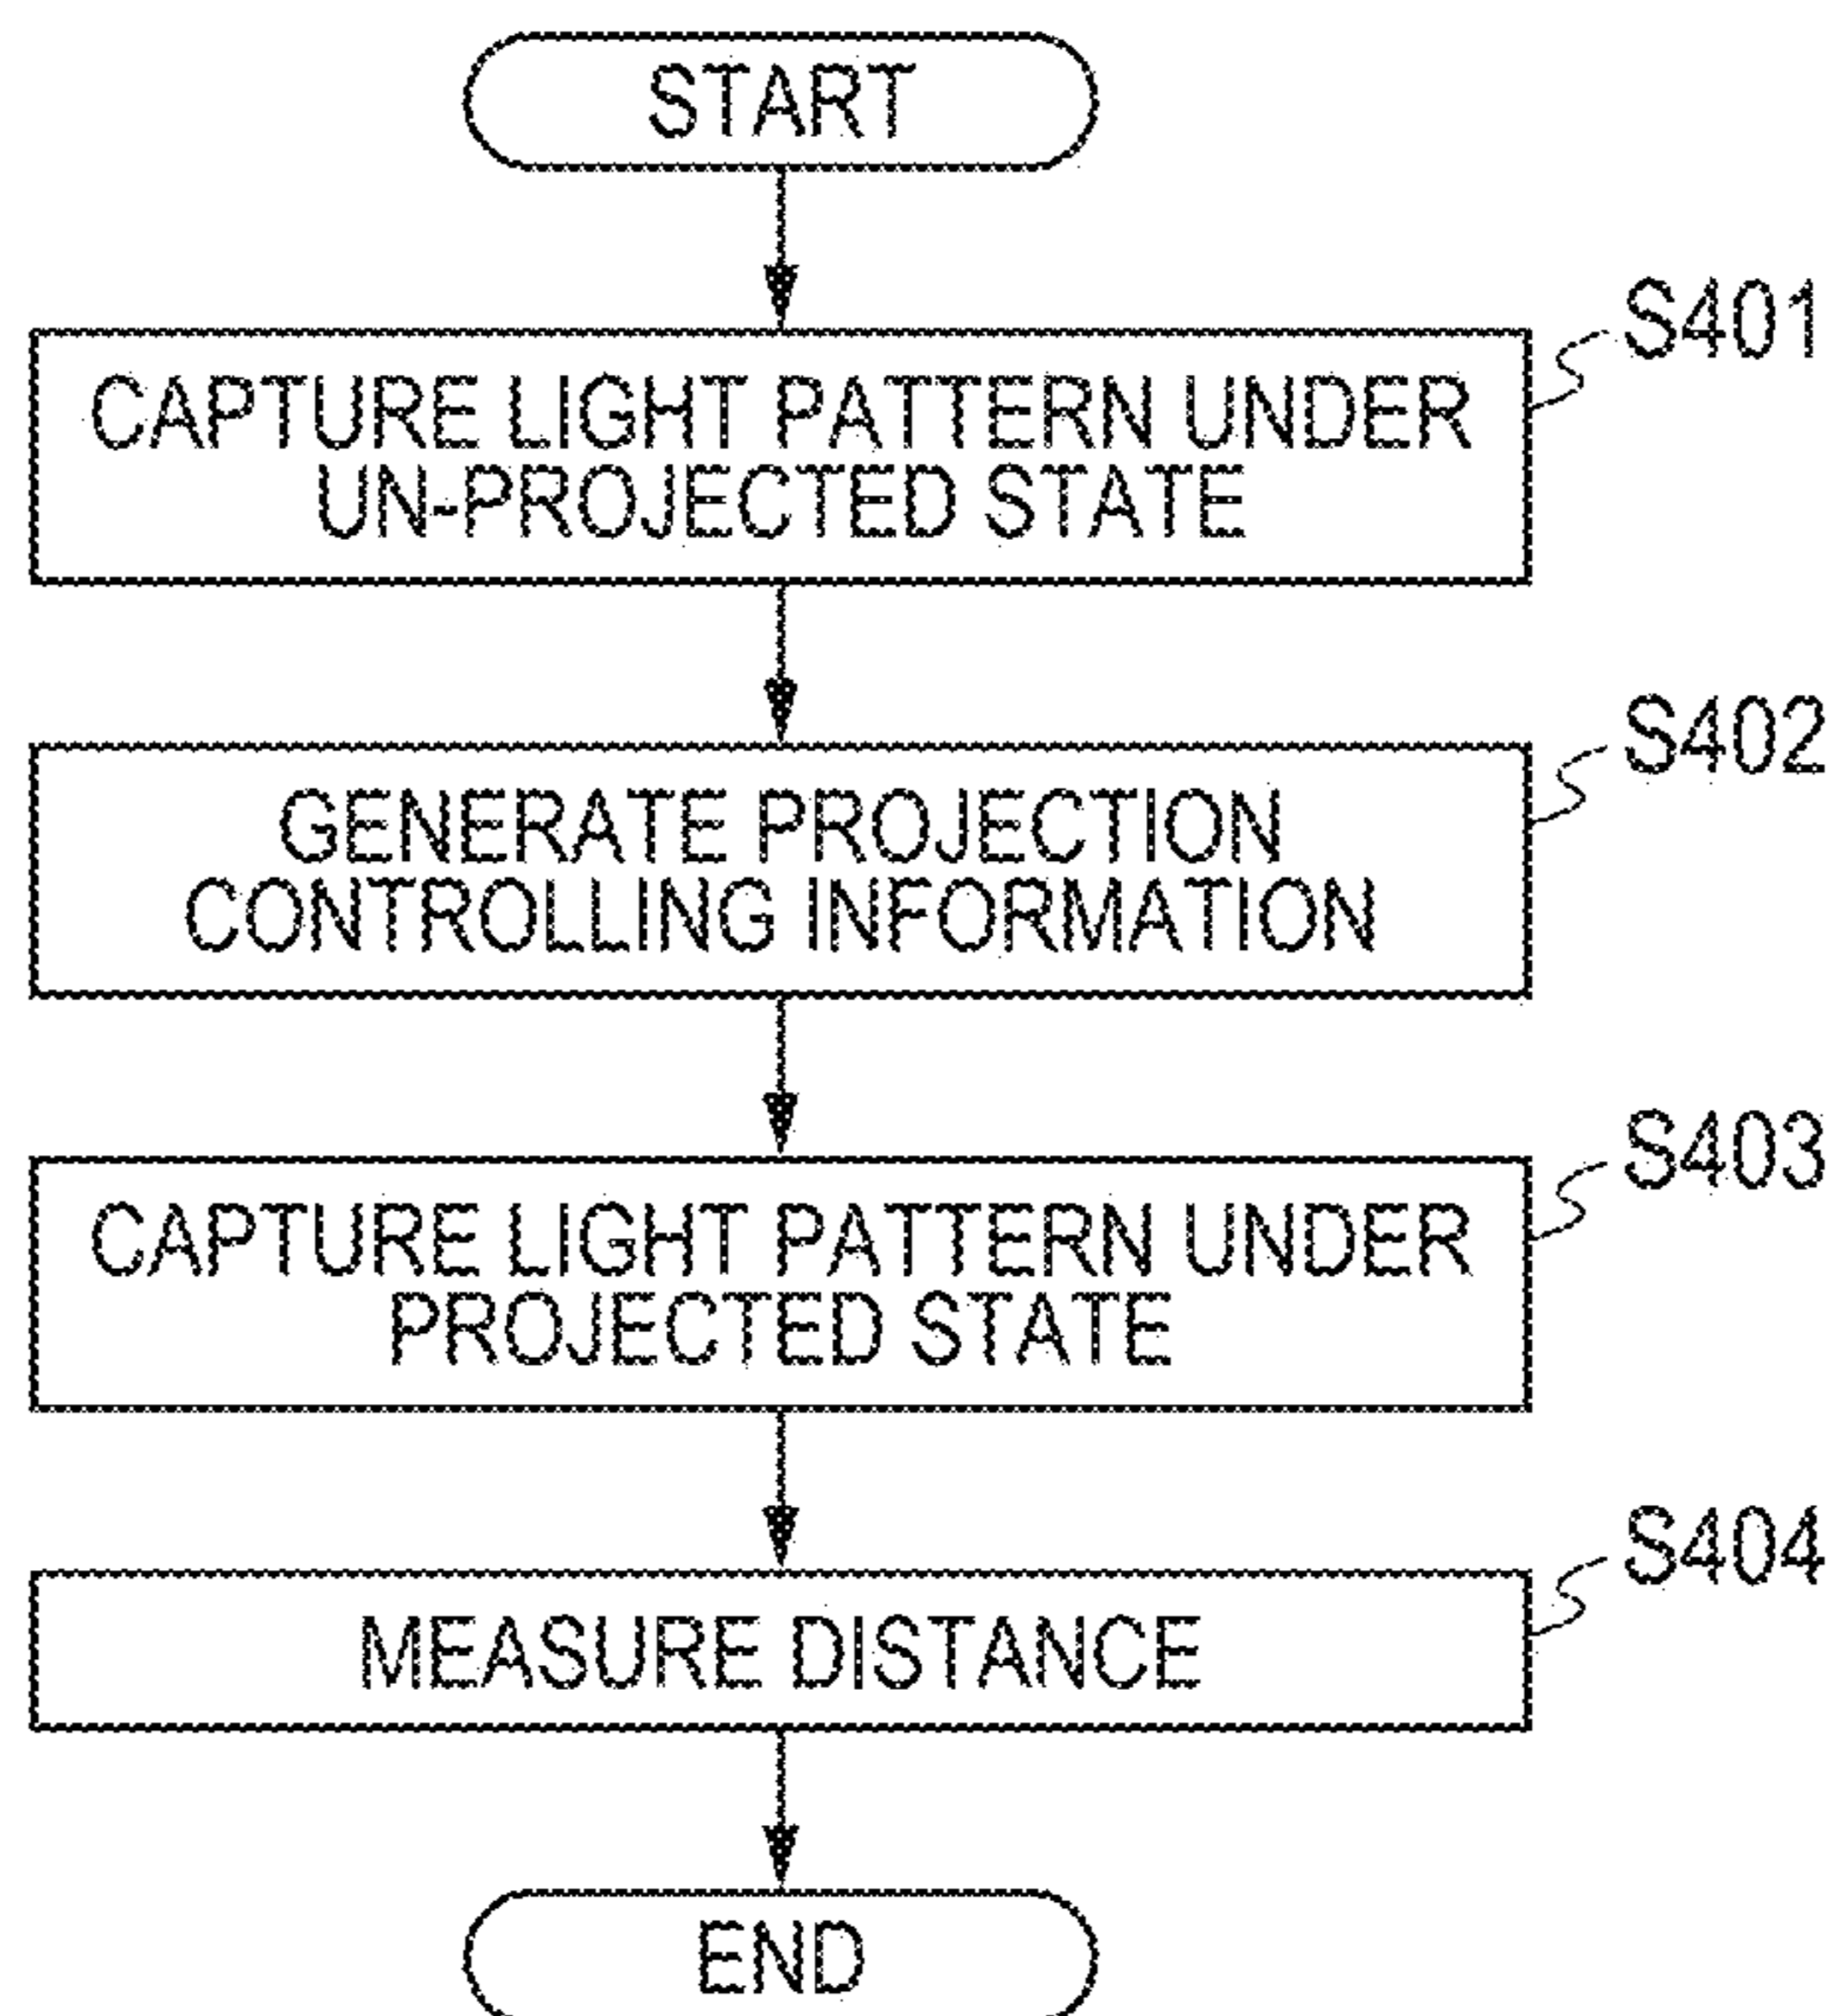 START
S401
CAPTURE LIGHT PATTERN UNDER
UN-PROJECTED STATE
S402
GENERATE PROJECTION
CONTROLLING INFORMATION
S403
CAPTURE LIGHT PATTERN UNDER
PROJECTED STATE
S404
MEASURE DISTANCE
END